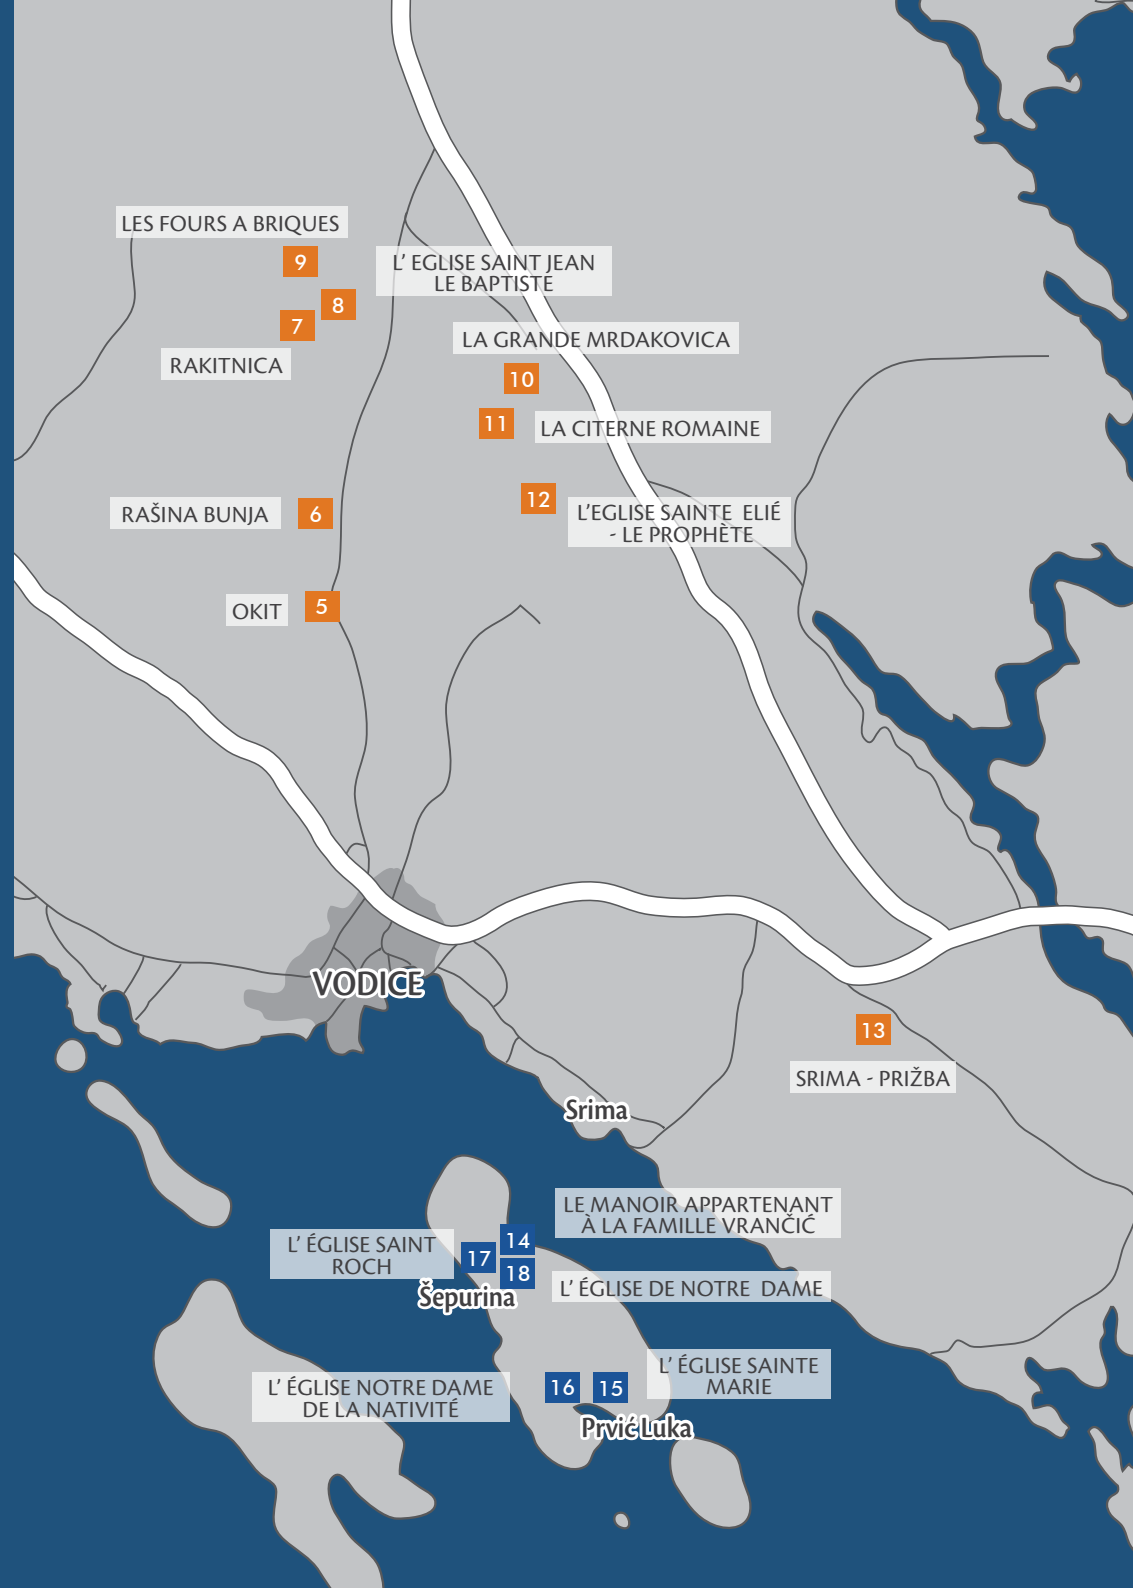 LES FOURS A BRIQUES
9
L' EGLISE SAINT JEAN
LE BAPTISTE
8
7
RAKITNICA
LA GRANDE MRDAKOVICA
10
11
LA CITERNE ROMAINE
12
L'EGLISE SAINTE ELIÉ
- LE PROPHÈTE
RAŠINA BUNJA
6
OKIT
5
VODICE
13
SRIMA - PRIŽBA
Srima
LE MANOIR APPARTENANT
À LA FAMILLE VRANČIĆ
14
L' ÉGLISE SAINT
ROCH
17
18
L' ÉGLISE DE NOTRE DAME
Šepurina
L' ÉGLISE SAINTE
MARIE
16
15
L' ÉGLISE NOTRE DAME
DE LA NATIVITÉ
Prvić Luka